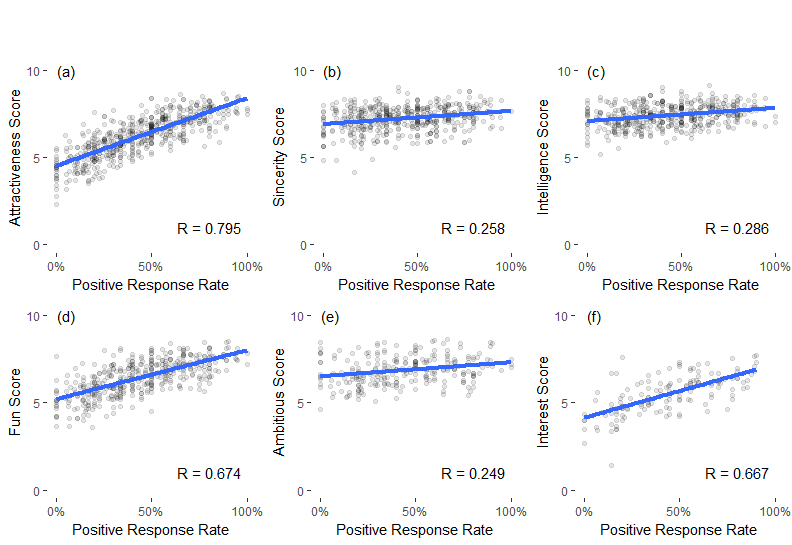 10 (a)
Attractiveness Score
5
R = 0.795
0
0% 50% 100%
Positive Response Rate
10 (b)
Sincerity Score
5
R = 0.258
0
0% 50% 100%
Positive Response Rate
10 (c)
Intelligence Score
5
R = 0.286
0
0% 50% 100%
Positive Response Rate
10 (d)
Fun Score
5
R = 0.674
0
0% 50% 100%
Positive Response Rate
10 (e)
Ambitious Score
5
R = 0.249
0
0% 50% 100%
Positive Response Rate
10 (f)
Interest Score
5
R = 0.667
0
0% 50% 100%
Positive Response Rate